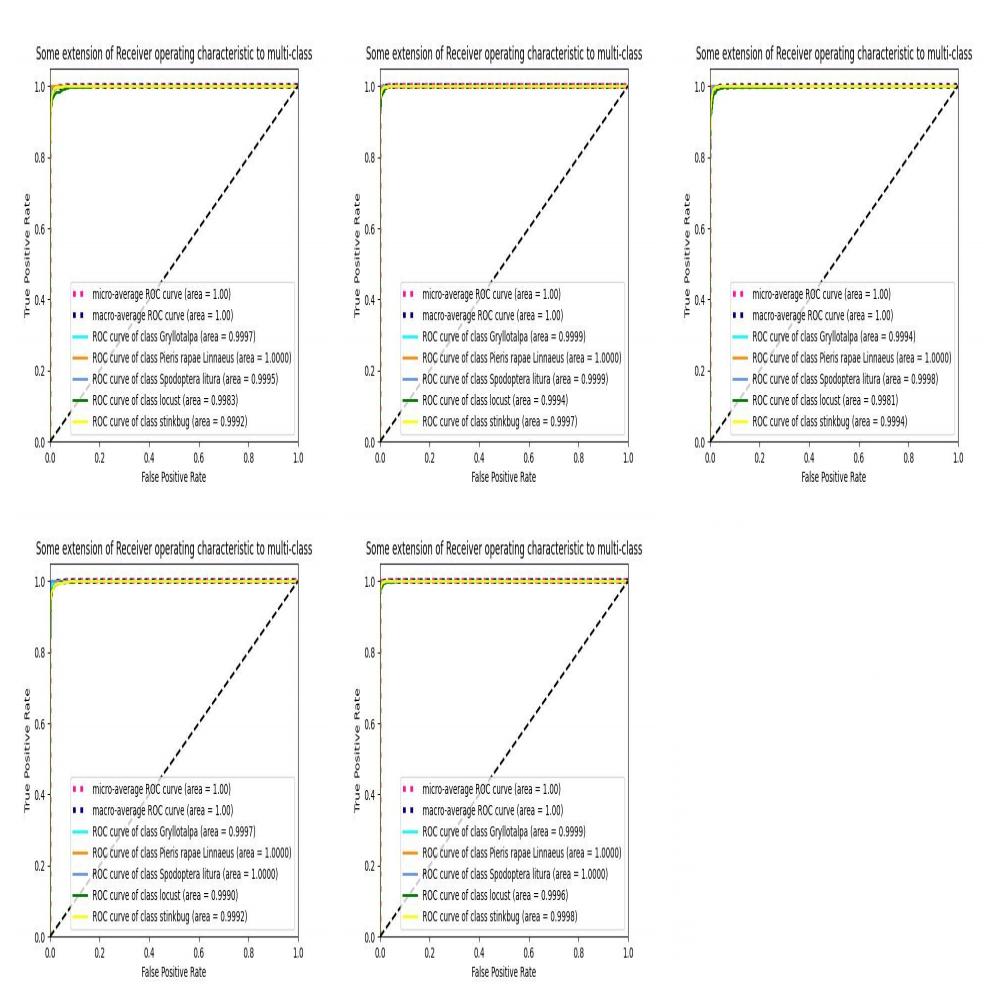 Some extension of Receiver operating characteristic to multi-class
1.0
0.8
0.6
0.4
0.2
0.0
True Positive Rate
micro-average ROC curve (area = 1.00)
macro-average ROC curve (area = 1.00)
ROC curve of class Gryllotalpa (area = 0.9997)
ROC curve of class Pieris rapae Linnaeus (area = 1.0000)
ROC curve of class Spodoptera litura (area = 0.9995)
ROC curve of class locust (area = 0.9983)
ROC curve of class stinkbug (area = 0.9992)
0.0 0.2 0.4 0.6 0.8 1.0
False Positive Rate
Some extension of Receiver operating characteristic to multi-class
1.0
0.8
0.6
0.4
0.2
0.0
True Positive Rate
micro-average ROC curve (area = 1.00)
macro-average ROC curve (area = 1.00)
ROC curve of class Gryllotalpa (area = 0.9999)
ROC curve of class Pieris rapae Linnaeus (area = 1.0000)
ROC curve of class Spodoptera litura (area = 0.9999)
ROC curve of class locust (area = 0.9994)
ROC curve of class stinkbug (area = 0.9997)
0.0 0.2 0.4 0.6 0.8 1.0
False Positive Rate
Some extension of Receiver operating characteristic to multi-class
1.0
0.8
0.6
0.4
0.2
0.0
True Positive Rate
micro-average ROC curve (area = 1.00)
macro-average ROC curve (area = 1.00)
ROC curve of class Gryllotalpa (area = 0.9994)
ROC curve of class Pieris rapae Linnaeus (area = 1.0000)
ROC curve of class Spodoptera litura (area = 0.9998)
ROC curve of class locust (area = 0.9981)
ROC curve of class stinkbug (area = 0.9994)
0.0 0.2 0.4 0.6 0.8 1.0
False Positive Rate
Some extension of Receiver operating characteristic to multi-class
1.0
0.8
0.6
0.4
0.2
0.0
True Positive Rate
micro-average ROC curve (area = 1.00)
macro-average ROC curve (area = 1.00)
ROC curve of class Gryllotalpa (area = 0.9997)
ROC curve of class Pieris rapae Linnaeus (area = 1.0000)
ROC curve of class Spodoptera litura (area = 1.0000)
ROC curve of class locust (area = 0.9990)
ROC curve of class stinkbug (area = 0.9992)
0.0 0.2 0.4 0.6 0.8 1.0
False Positive Rate
Some extension of Receiver operating characteristic to multi-class
1.0
0.8
0.6
0.4
0.2
0.0
True Positive Rate
micro-average ROC curve (area = 1.00)
macro-average ROC curve (area = 1.00)
ROC curve of class Gryllotalpa (area = 0.9999)
ROC curve of class Pieris rapae Linnaeus (area = 1.0000)
ROC curve of class Spodoptera litura (area = 1.0000)
ROC curve of class locust (area = 0.9996)
ROC curve of class stinkbug (area = 0.9998)
0.0 0.2 0.4 0.6 0.8 1.0
False Positive Rate